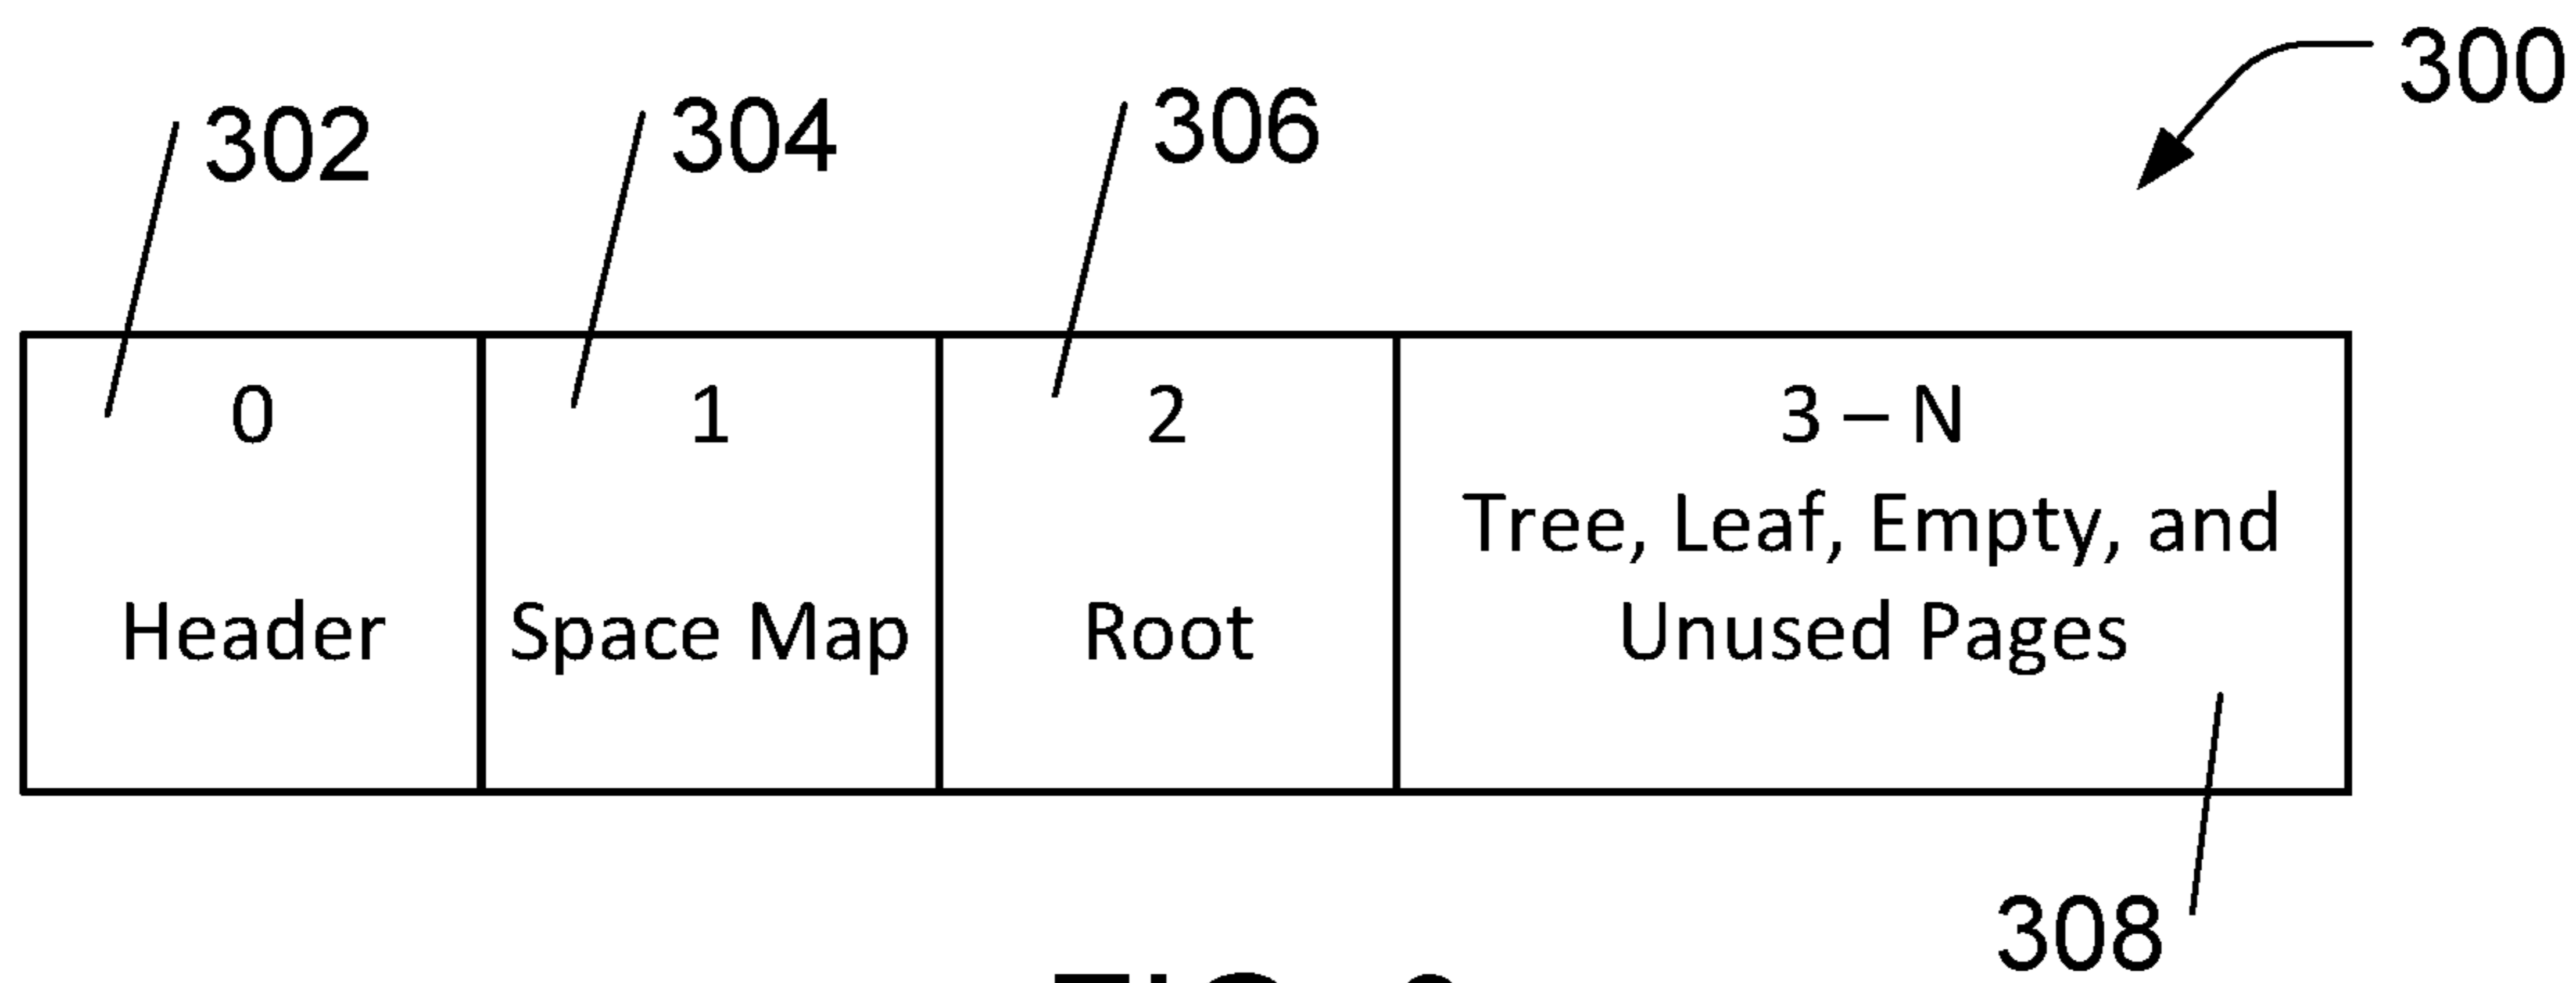 300
302
304
306
0
1
2
3 – N
Tree, Leaf, Empty, and
Header
Space Map
Root
Unused Pages
308